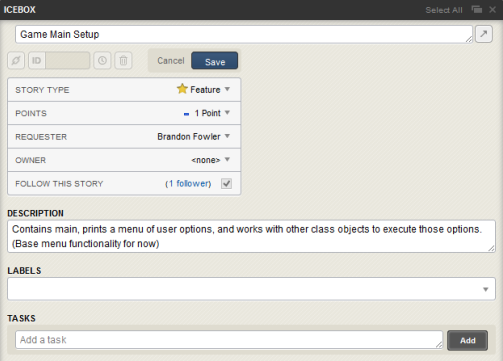 ICEBOX Select All
Game Main Setup
ID Cancel Save
STORY TYPE Feature
POINTS 1 Point
REQUESTER Brandon Fowler
OWNER <none>
FOLLOW THIS STORY (1 follower)
DESCRIPTION
Contains main, prints a menu of user options, and works with other class objects to execute those options.
(Base menu functionality for now)
LABELS
TASKS
Add a task Add